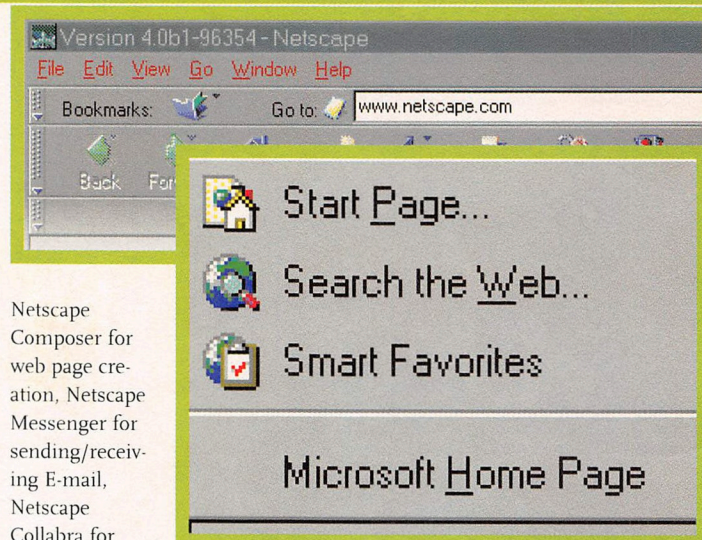 Version 4.0b1-96354 - Netscape
File Edit View Go Window Help
Bookmarks: Go to: www.netscape.com
Back For
Start Page...
Search the Web...
Smart Favorites
Microsoft Home Page
Netscape
Composer for
web page cre-
ation, Netscape
Messenger for
sending/receiv-
ing E-mail,
Netscape
Collabra for